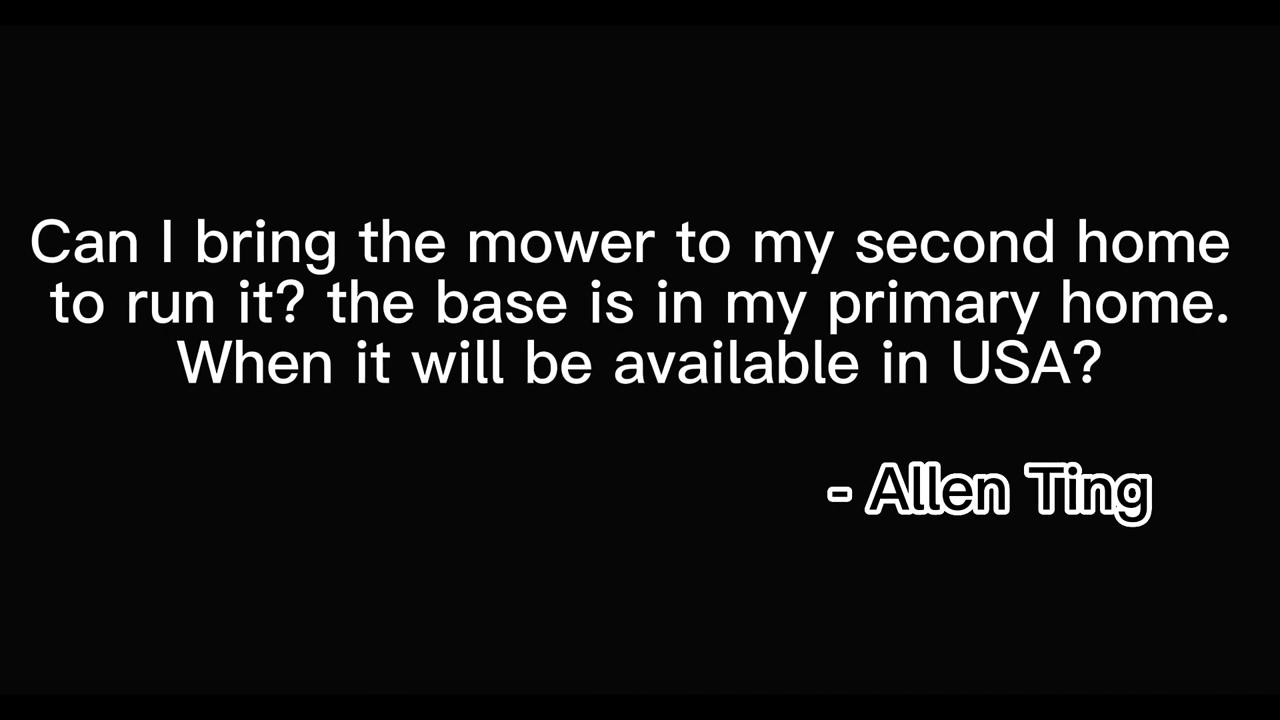 Can I bring the mower to my second home
to run it? the base is in my primary home.
When it will be available in USA?
- Allen Ting